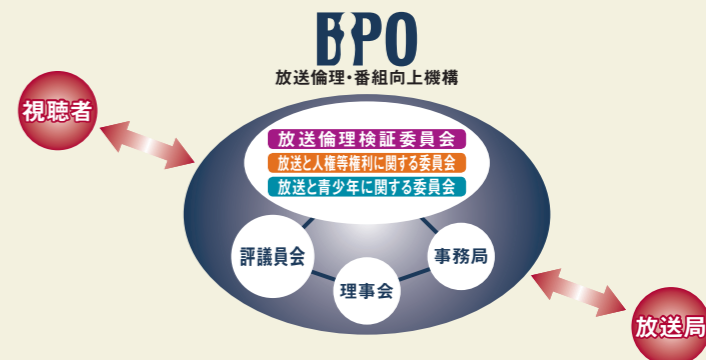 BPO
放送倫理・番組向上機構
視聴者
放送倫理検証委員会
放送と人権等権利に関する委員会
放送と青少年に関する委員会
評議員会
事務局
理事会
放送局